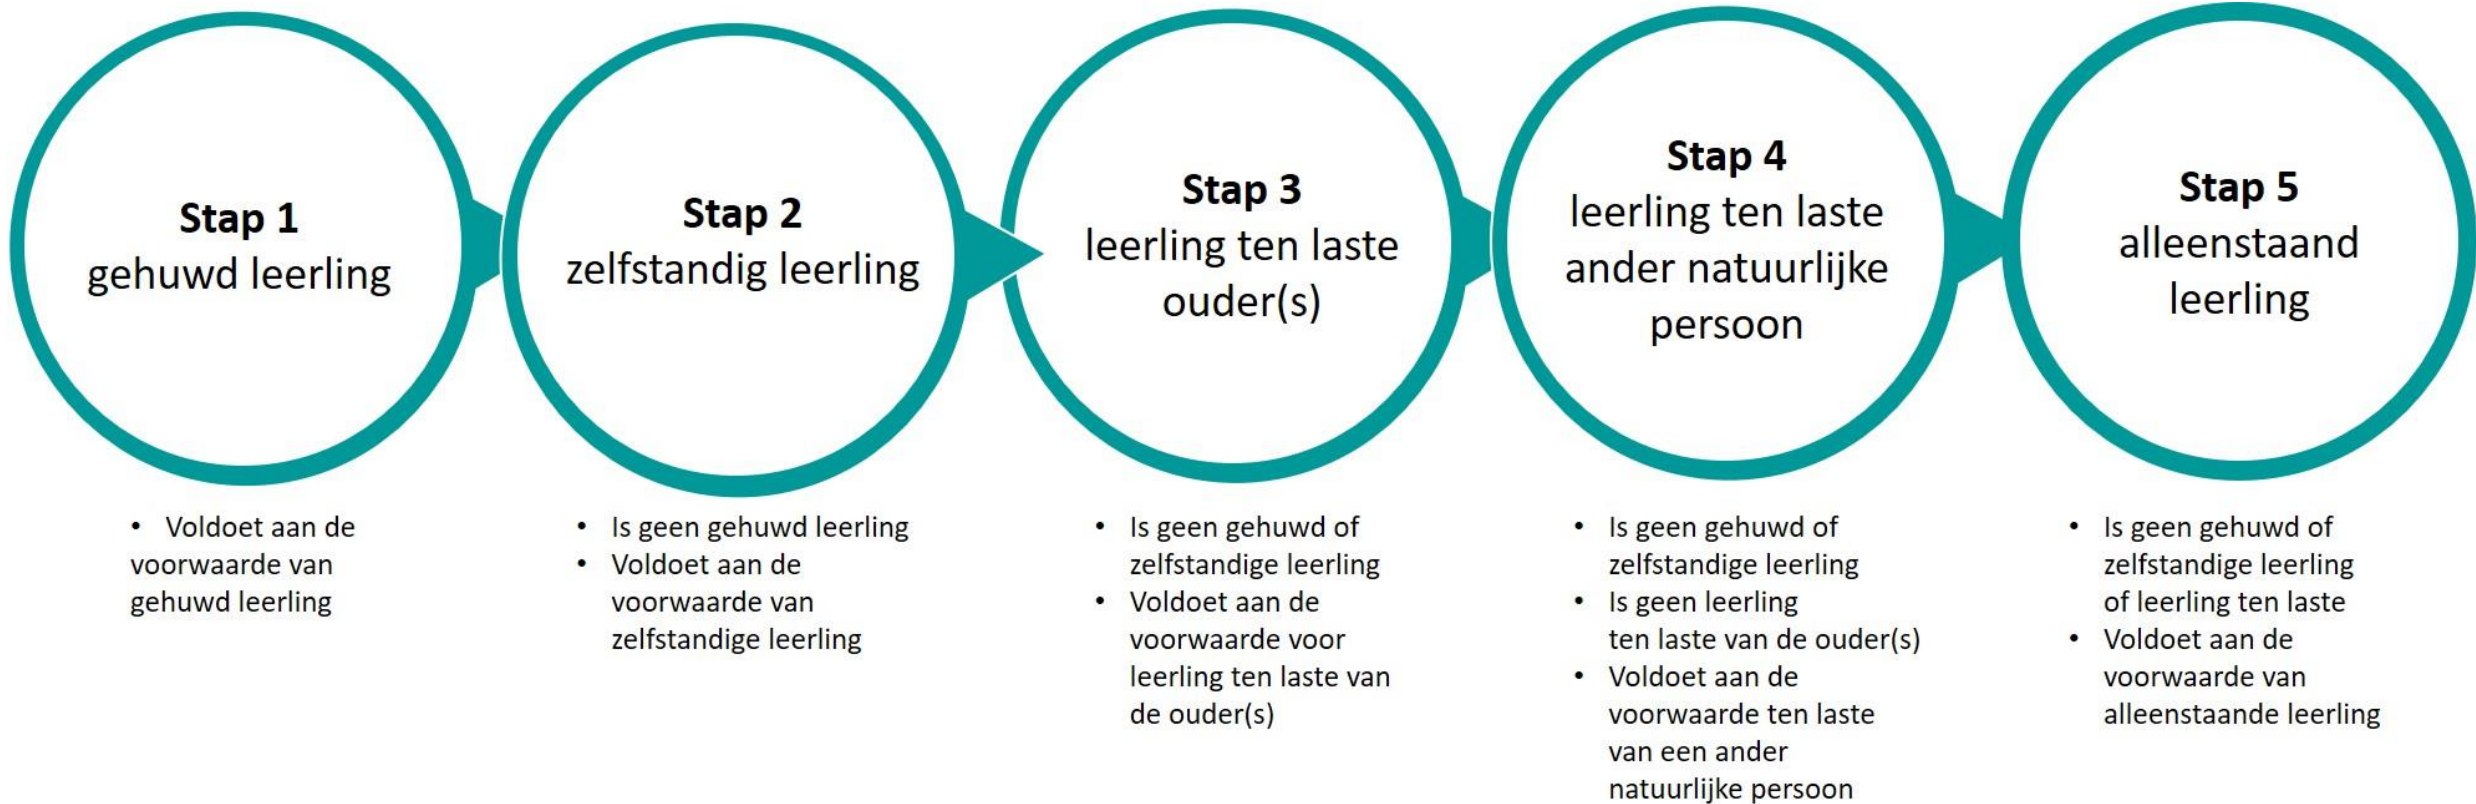 Stap 1
gehuwd leerling
Stap 2
zelfstandig leerling
Stap 3
leerling ten laste
ouder(s)
Stap 4
leerling ten laste
ander natuurlijke
persoon
Stap 5
alleenstaand
leerling
• Voldoet aan de
voorwaarde van
gehuwd leerling
• Is geen gehuwd leerling
• Voldoet aan de
voorwaarde van
zelfstandige leerling
• Is geen gehuwd of
zelfstandige leerling
• Voldoet aan de
voorwaarde voor
leerling ten laste van
de ouder(s)
• Is geen gehuwd of
zelfstandige leerling
• Is geen leerling
ten laste van de ouder(s)
• Voldoet aan de
voorwaarde ten laste
van een ander
natuurlijke persoon
• Is geen gehuwd of
zelfstandige leerling
of leerling ten laste
• Voldoet aan de
voorwaarde van
alleenstaande leerling